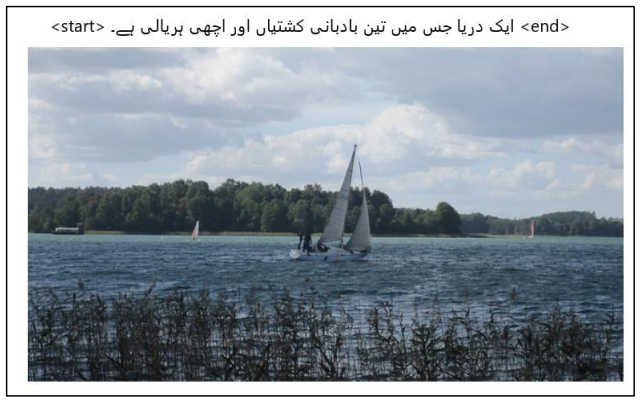 <start> ایک دریا جس میں تین بادبانی کشتیاں اور اچھی ہریالی ہے۔ <end>